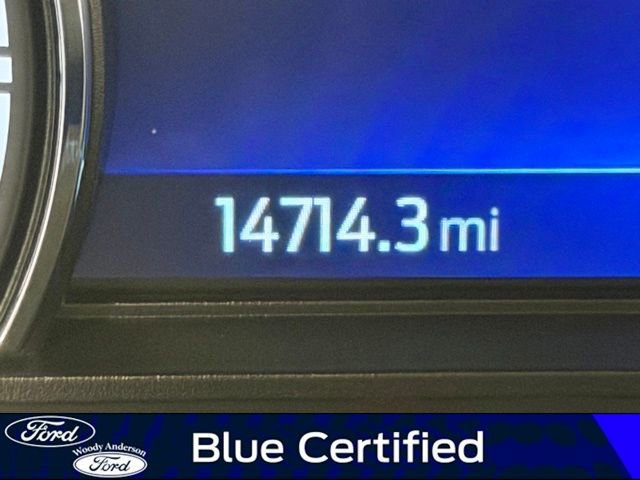 14714.3 mi
Ford
Woody Anderson
Ford
Blue Certified